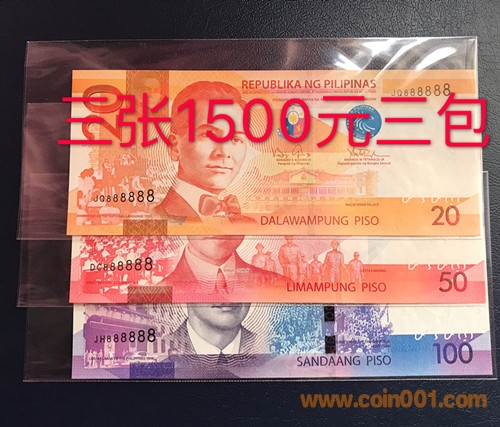 REPUBLIKA NG PILIPINAS
20
JQ888888
三张1500元三包
JQ888888
DALAWAMPUNG PISO
20
DC888888
LIMAMPUNG PISO
50
JH888888
SANDAANG PISO
100
www.coin001.com